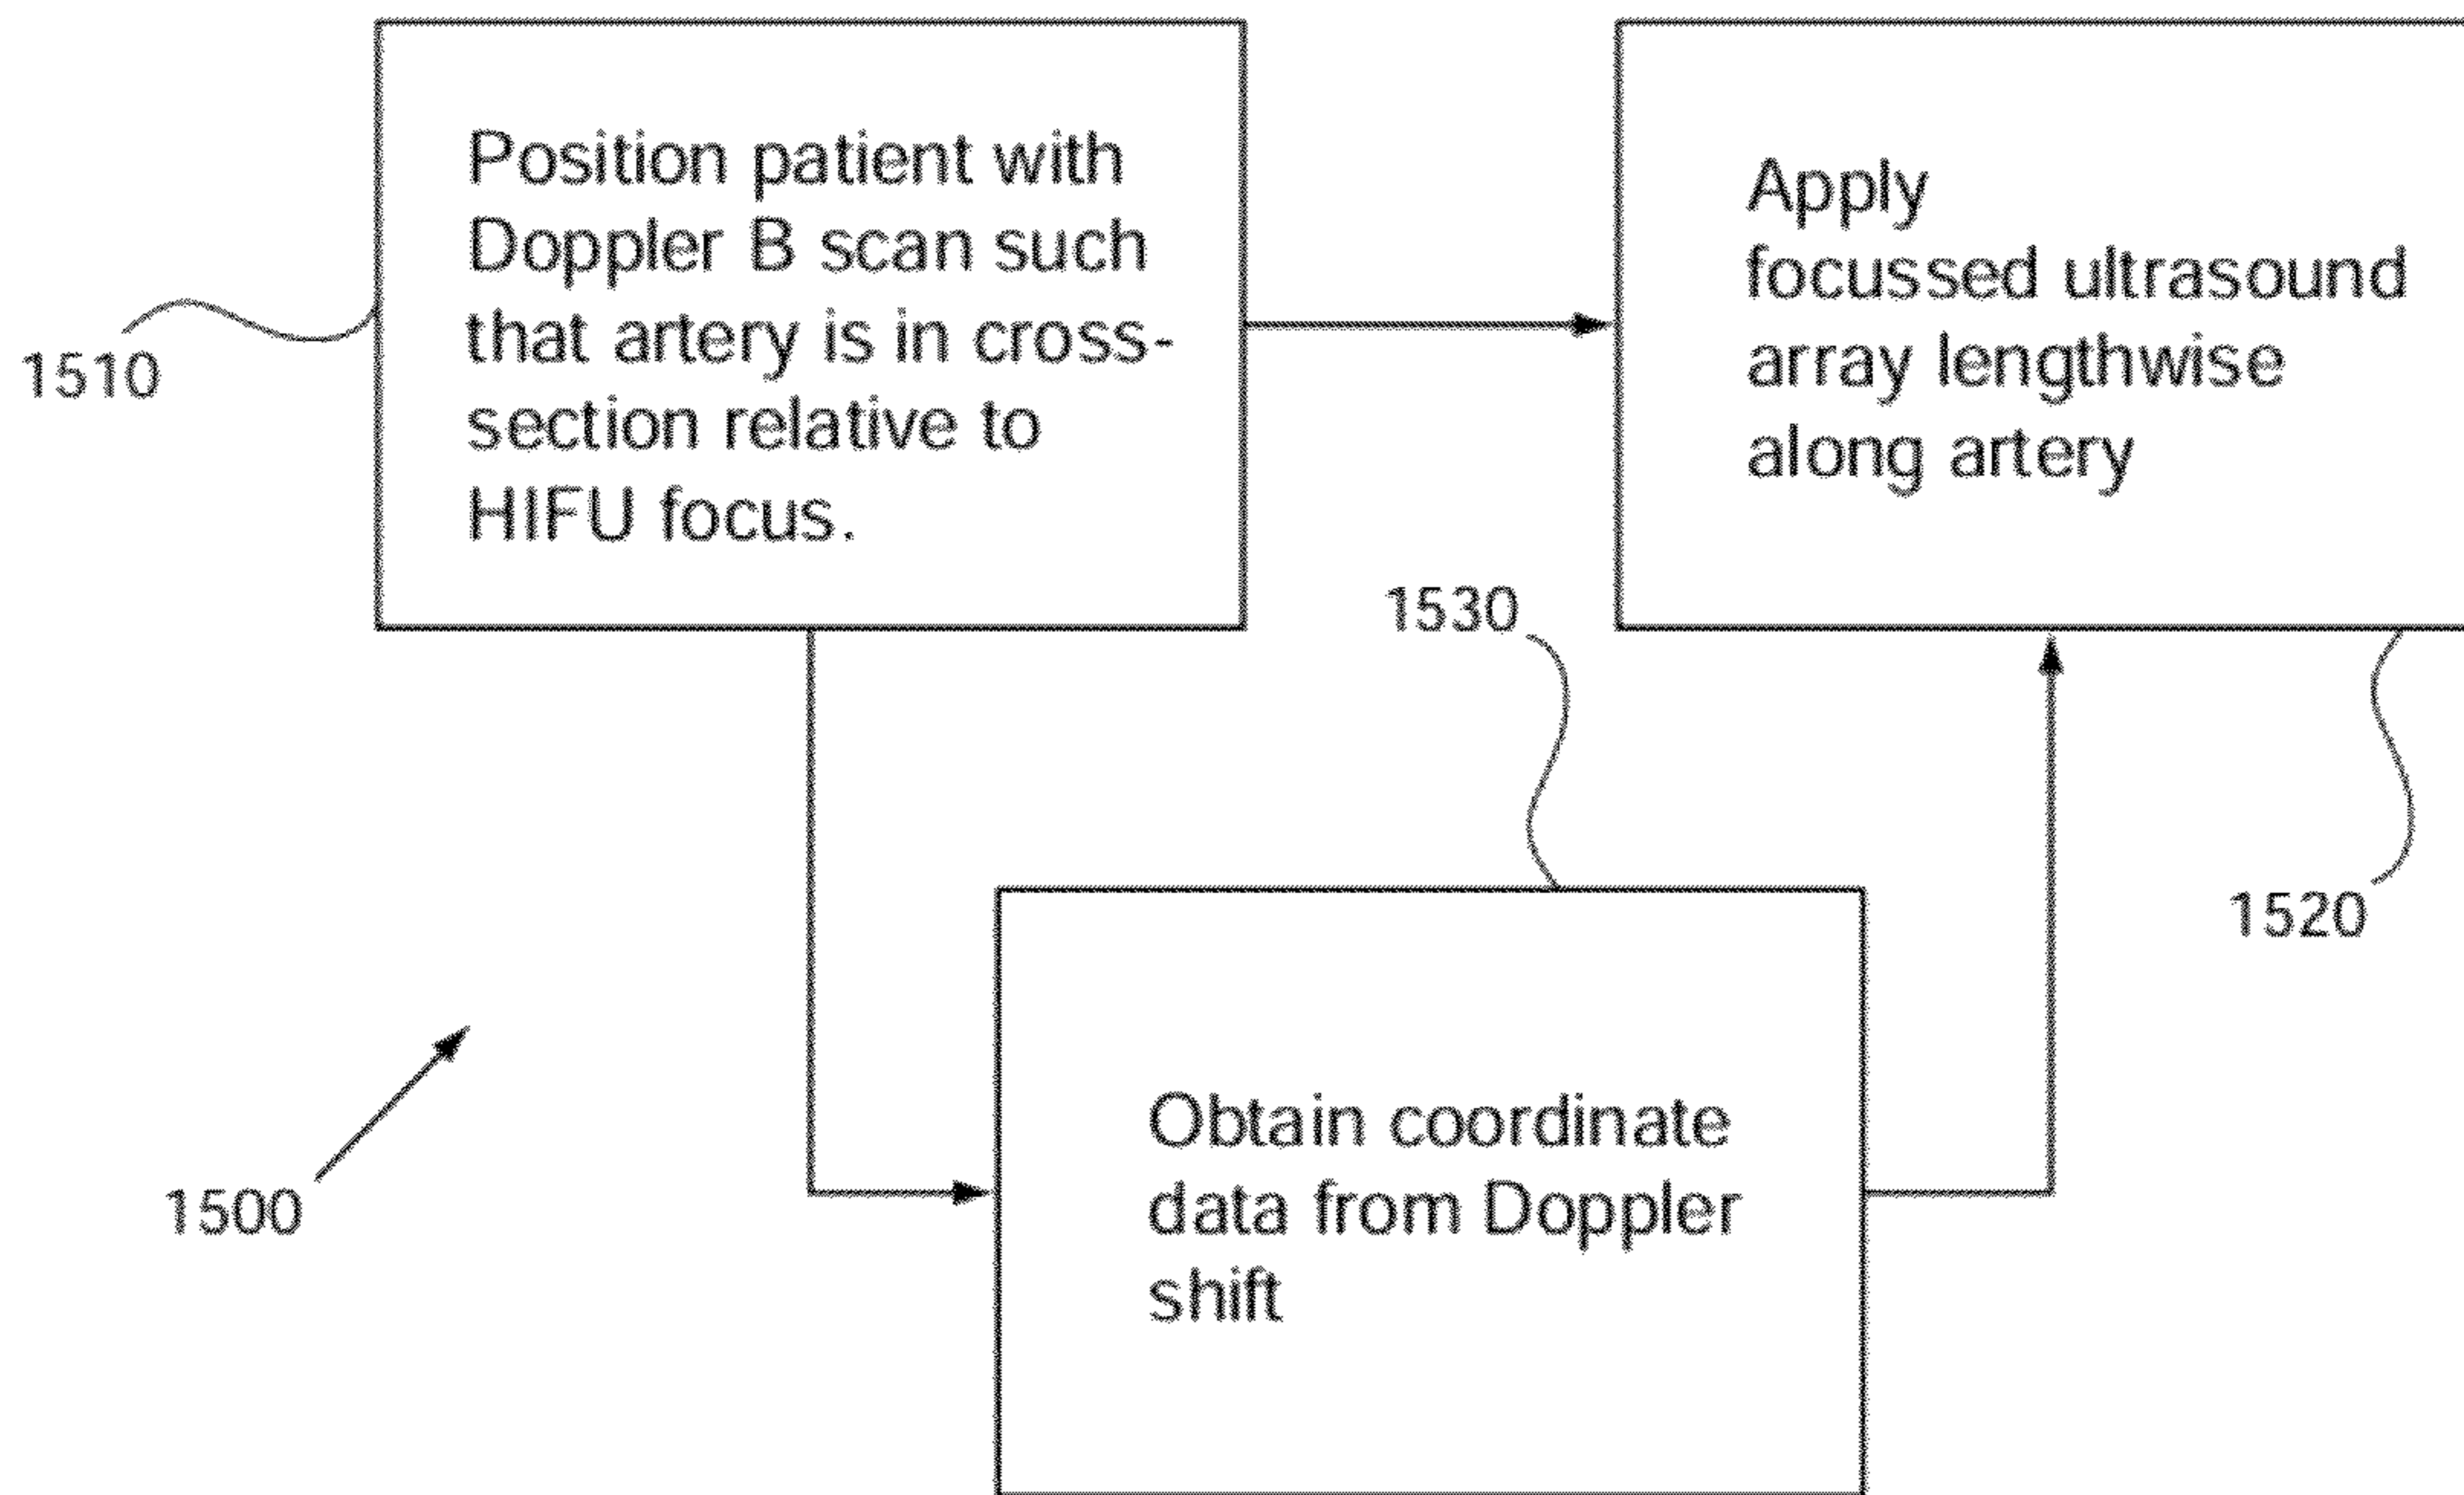 Position patient with
Doppler B scan such
that artery is in cross-
section relative to
HIFU focus.
1510
Apply
focussed ultrasound
array lengthwise
along artery
1530
1520
Obtain coordinate
data from Doppler
shift
1500